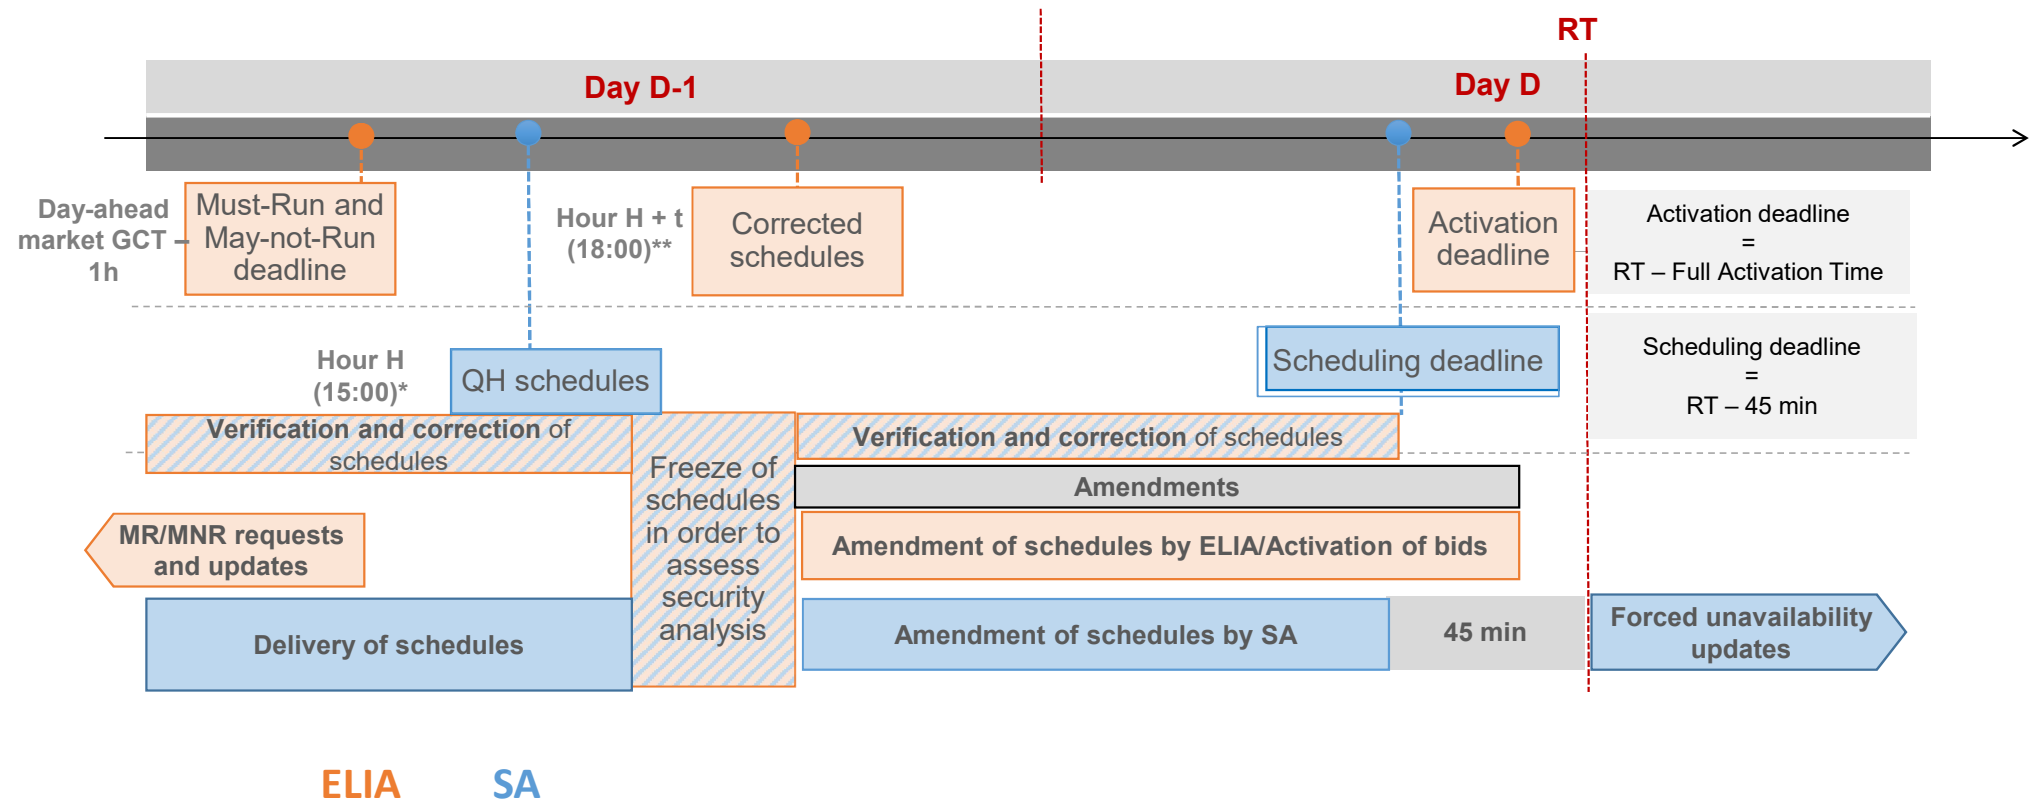 RT
Day D-1
Day D
Day-ahead
market GCT –
1h
Must-Run and
May-not-Run
deadline
Hour H + t
(18:00)**
Corrected
schedules
Activation
deadline
Activation deadline
=
RT – Full Activation Time
Hour H
(15:00)*
QH schedules
Scheduling deadline
Scheduling deadline
=
RT – 45 min
Verification and correction of
schedules
Freeze of
schedules
in order to
assess
security
analysis
Verification and correction of schedules
Amendments
MR/MNR requests
and updates
Amendment of schedules by ELIA/Activation of bids
Delivery of schedules
Amendment of schedules by SA
45 min
Forced unavailability
updates
ELIA
SA